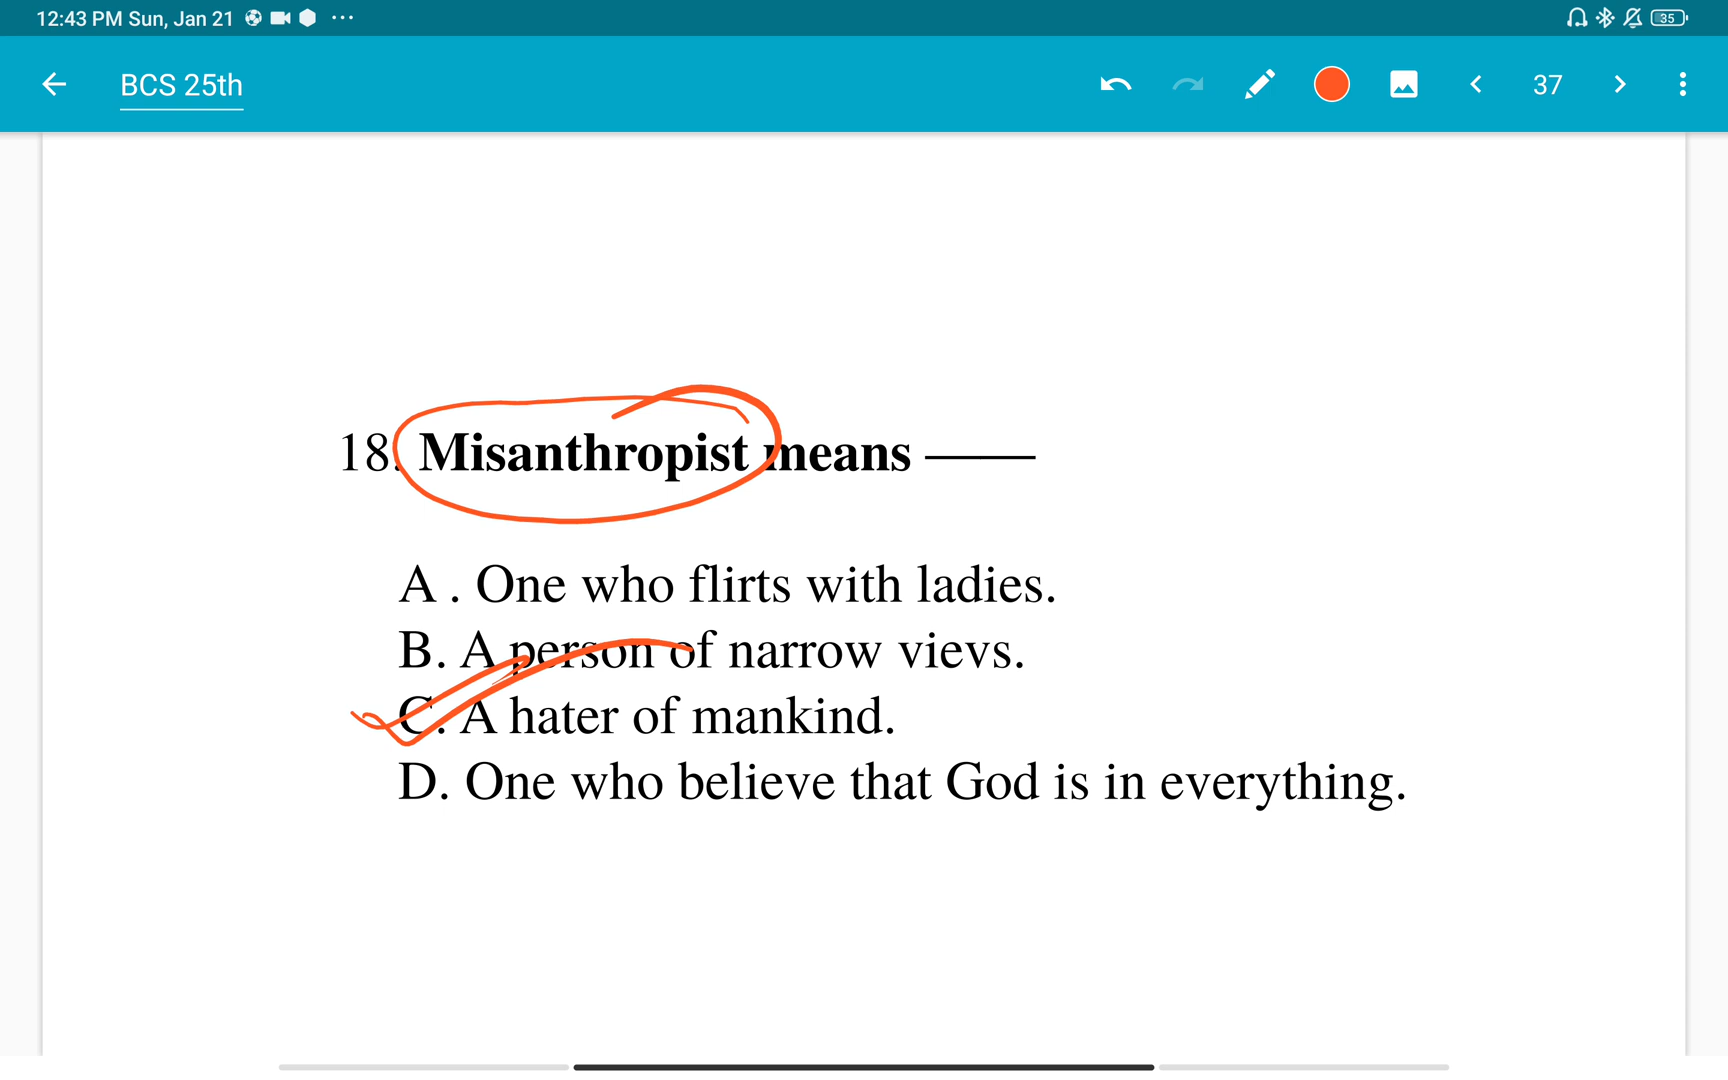 12:43 PM Sun, Jan 21 ... 35
BCS 25th 37
18. Misanthropist means ——
A . One who flirts with ladies.
B. A person of narrow vievs.
C. A hater of mankind.
D. One who believe that God is in everything.